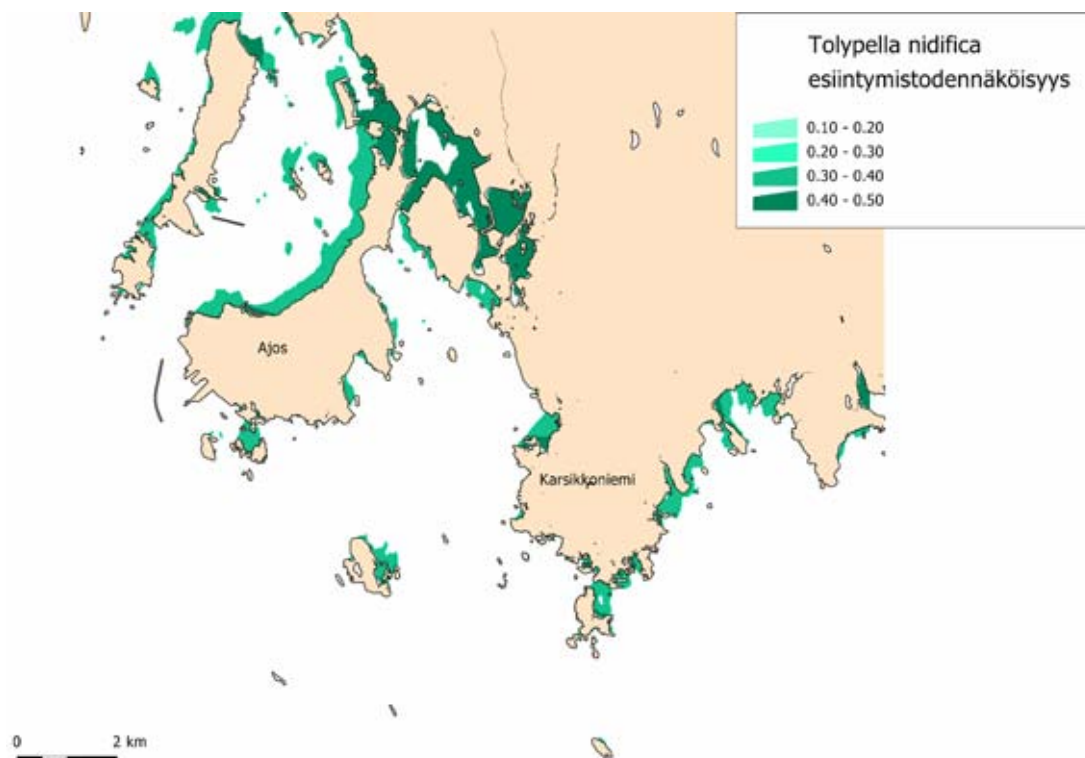 Tolypella nidifica
esiintymistodennäköisyys
0.10 - 0.20
0.20 - 0.30
0.30 - 0.40
0.40 - 0.50
Ajos
Karsikkoniemi
0 2 km